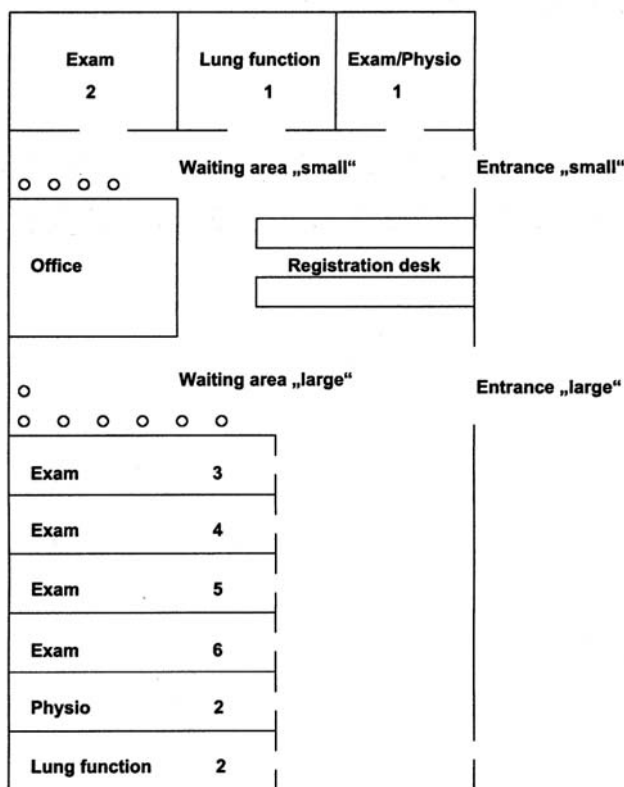 Exam Lung function Exam/Physio
2 1 1
Waiting area „small“ Entrance „small“
Office Registration desk
Waiting area „large“ Entrance „large“
Exam 3
Exam 4
Exam 5
Exam 6
Physio 2
Lung function 2